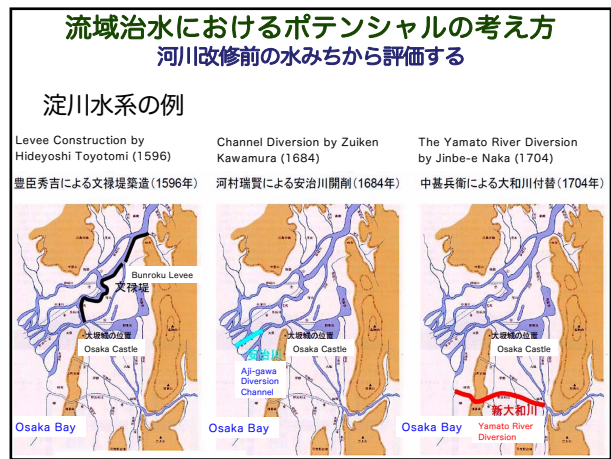 流域治水におけるポテンシャルの考え方
河川改修前の水みちから評価する
淀川水系の例
Levee Construction by
Hideyoshi Toyotomi (1596)
豊臣秀吉による文禄堤築造(1596年)
Bunroku Levee
文禄堤
大坂城の位置
Osaka Castle
Osaka Bay
Channel Diversion by Zuiken
Kawamura (1684)
河村瑞賢による安治川開削(1684年)
大坂城の位置
Osaka Castle
安治川
Aji-gawa
Diversion
Channel
Osaka Bay
The Yamato River Diversion
by Jinbe-e Naka (1704)
中甚兵衛による大和川付替(1704年)
大坂城の位置
Osaka Castle
新大和川
Osaka Bay
Yamato River
Diversion